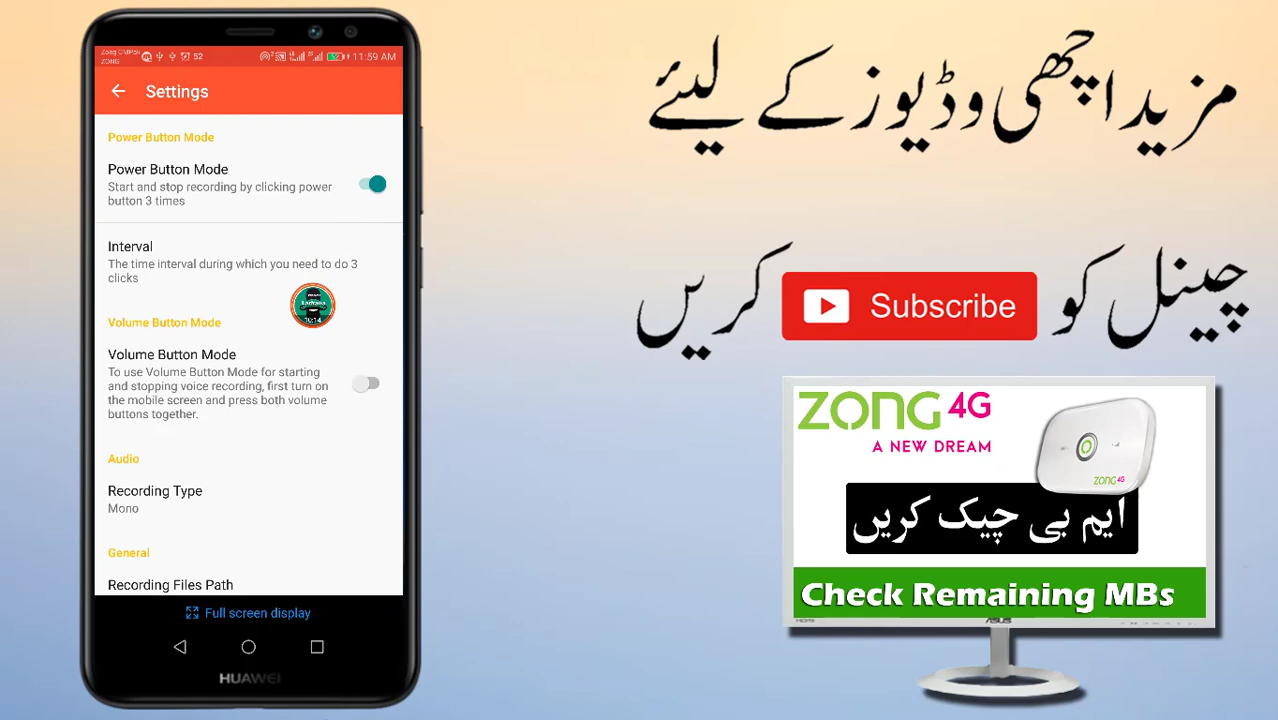 Zong CMPak
ZONG
52
11:59 AM
Settings
Power Button Mode
Power Button Mode
Start and stop recording by clicking power
button 3 times
Interval
The time interval during which you need to do 3
clicks
10:14
Volume Button Mode
Volume Button Mode
To use Volume Button Mode for starting
and stopping voice recording, first turn on
the mobile screen and press both volume
buttons together.
Audio
Recording Type
Mono
General
Recording Files Path
Full screen display
HUAWEI
مزید اچھی وڈیوز کے لیئے
چینل کو Subscribe کریں
ZONG 4G
A NEW DREAM
ZONG 4G
ایم بی چیک کریں
Check Remaining MBs
HDMI
ASUS